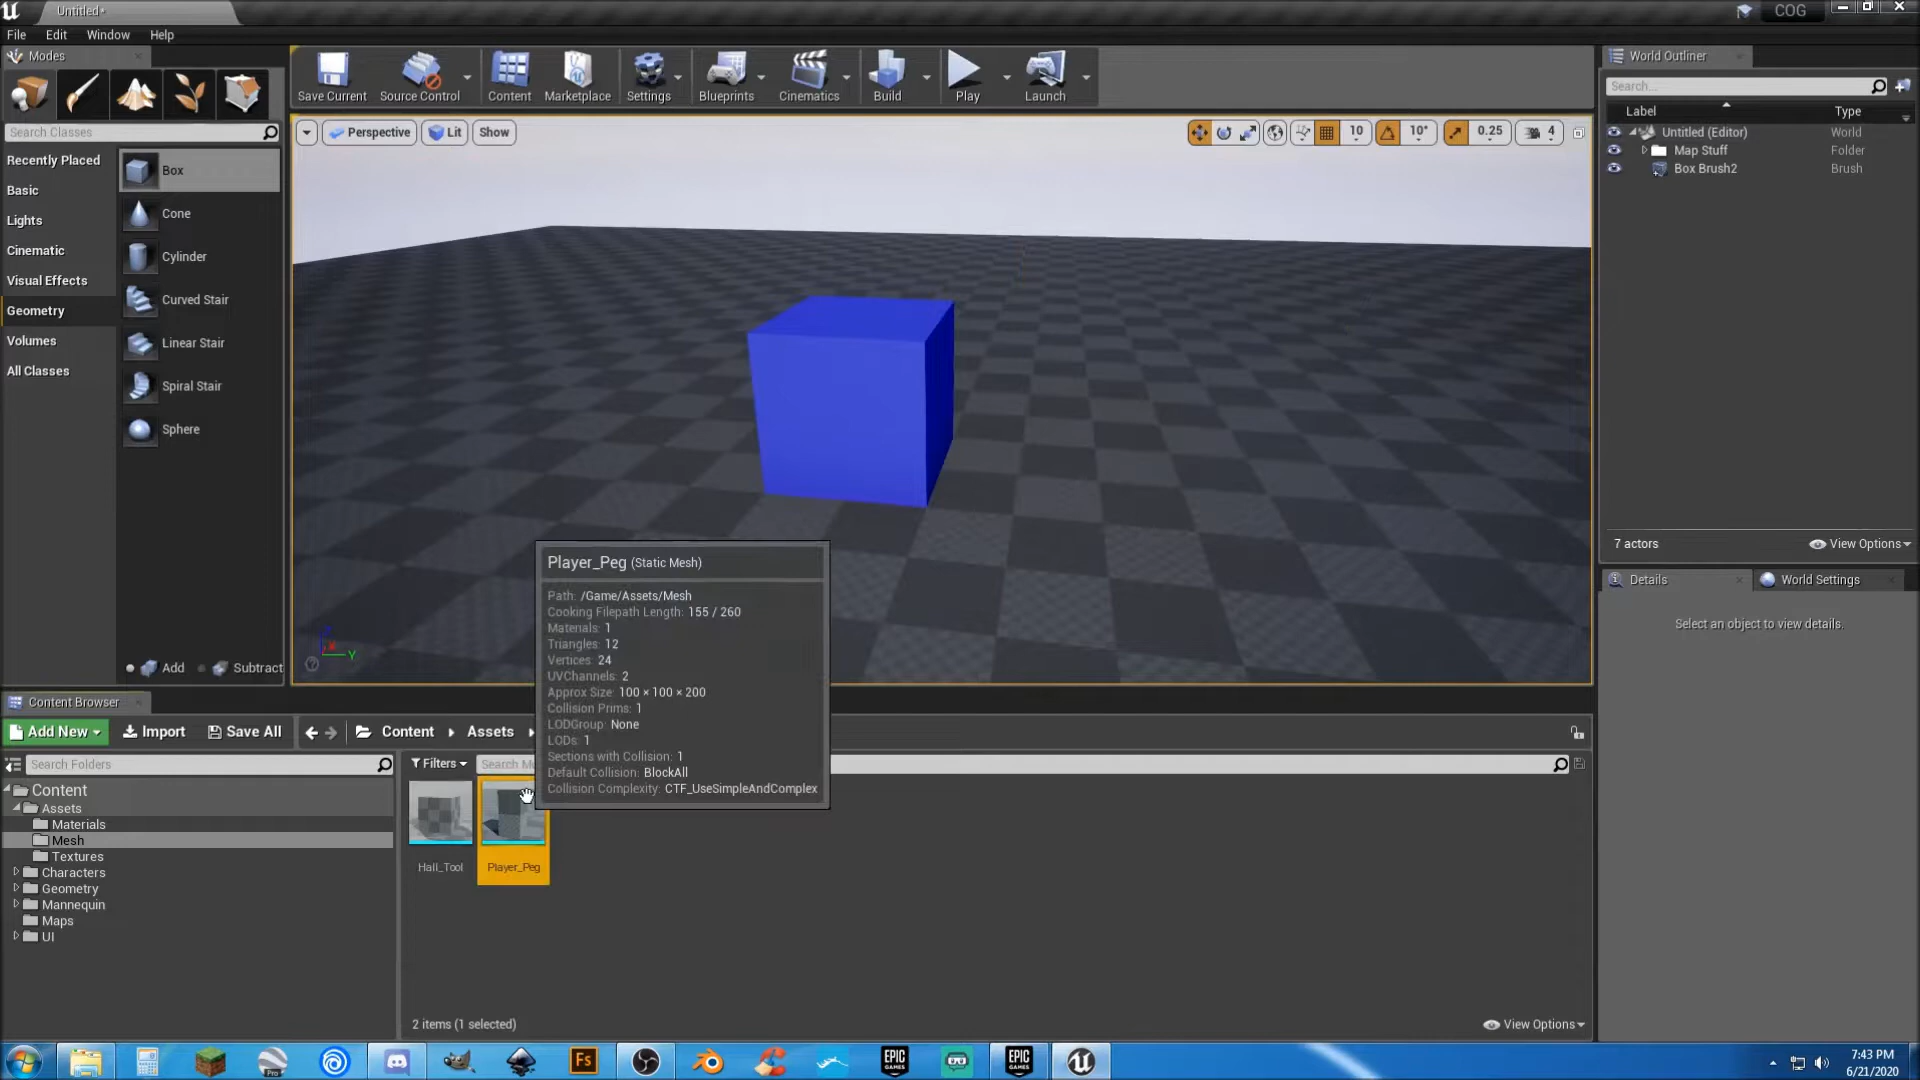 Untitled*
COG
File Edit Window Help
Modes
Save Current
Source Control
Content
Marketplace
Settings
Blueprints
Cinematics
Build
Play
Launch
World Outliner
Search...
Label
Type
Search Classes
Perspective
Lit
Show
10
10°
0.25
4
Untitled (Editor) World
Map Stuff Folder
Box Brush2 Brush
Recently Placed
Basic
Lights
Cinematic
Visual Effects
Geometry
Volumes
All Classes
Box
Cone
Cylinder
Curved Stair
Linear Stair
Spiral Stair
Sphere
Add
Subtract
7 actors
View Options
Details
World Settings
Select an object to view details.
Z
X
Y
Player_Peg (Static Mesh)
Path: /Game/Assets/Mesh
Cooking Filepath Length: 155 / 260
Materials: 1
Triangles: 12
Vertices: 24
UVChannels: 2
Approx Size: 100 × 100 × 200
Collision Prims: 1
LODGroup: None
LODs: 1
Sections with Collision: 1
Default Collision: BlockAll
Collision Complexity: CTF_UseSimpleAndComplex
Content Browser
Add New
Import
Save All
Content
Assets
Search Folders
Filters
Search M
Content
Assets
Materials
Mesh
Textures
Characters
Geometry
Mannequin
Maps
UI
Hall_Tool
Player_Peg
2 items (1 selected)
View Options
Pro
Fs
EPIC GAMES
EPIC GAMES
7:43 PM
6/21/2020